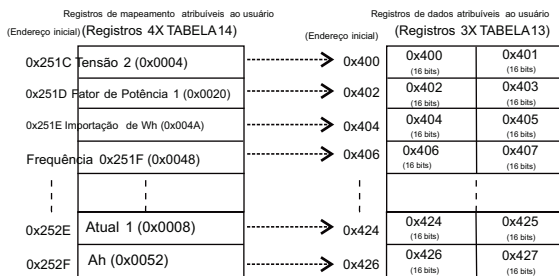 Registros de mapeamento atribuíveis ao usuário
Registros de dados atribuíveis ao usuário
(Endereço inicial) (Registros 4X TABELA14)
(Endereço inicial) (Registros 3X TABELA13)
0x251C Tensão 2 (0x0004)
0x400
0x400
(16 bits)
0x401
(16 bits)
0x251D Fator de Potência 1 (0x0020)
0x402
0x402
(16 bits)
0x403
(16 bits)
0x251E Importação de Wh (0x004A)
0x404
0x404
(16 bits)
0x405
(16 bits)
Frequência 0x251F (0x0048)
0x406
0x406
(16 bits)
0x407
(16 bits)
0x252E Atual 1 (0x0008)
0x424
0x424
(16 bits)
0x425
(16 bits)
0x252F Ah (0x0052)
0x426
0x426
(16 bits)
0x427
(16 bits)